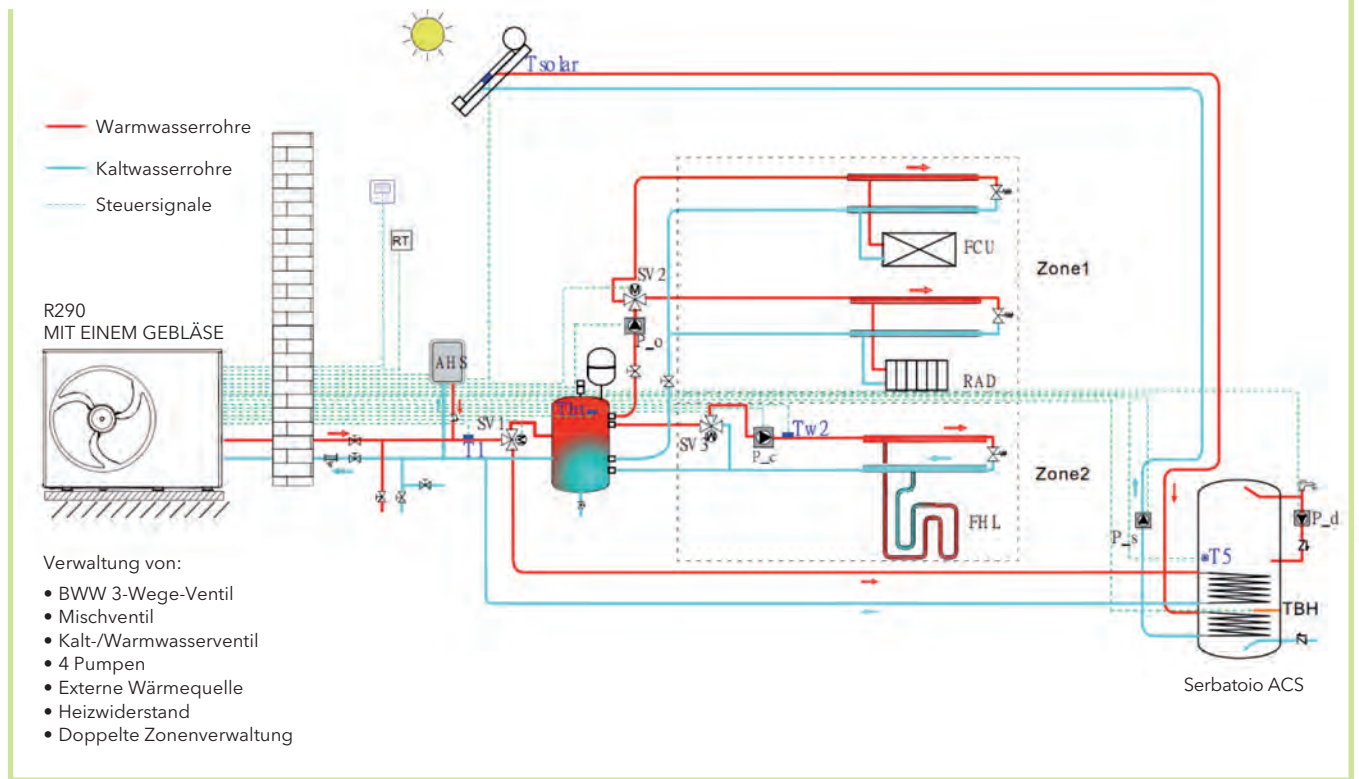 Tsolar
Warmwasserrohre
Kaltwasserrohre
Steuersignale
RT
FCU
Zone1
SV2
M
R290
MIT EINEM GEBLÄSE
P_o
AHS
RAD
Tht
SV1
M
T1
SV3
M
P_c
Tw2
Zone2
FHL
P_s
P_d
T5
TBH
Serbatoio ACS
Verwaltung von:
• BWW 3-Wege-Ventil
• Mischventil
• Kalt-/Warmwasserventil
• 4 Pumpen
• Externe Wärmequelle
• Heizwiderstand
• Doppelte Zonenverwaltung